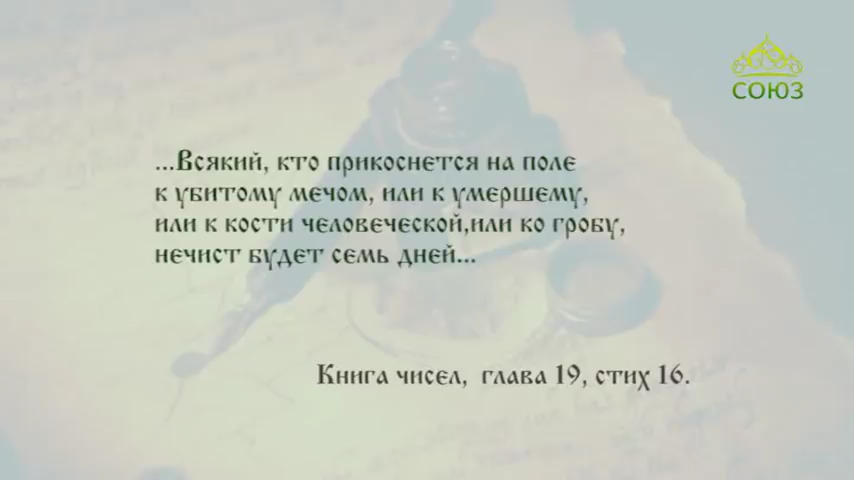 СОЮЗ
...Всякий, кто прикоснется на поле
к убитому мечом, или к умершему,
или к кости человеческой,или ко гробу,
нечист будет семь дней...
Книга чисел, глава 19, стих 16.